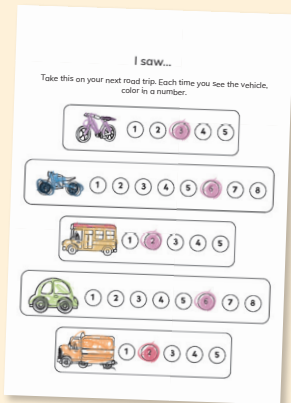 I saw...
Take this on your next road trip. Each time you see the vehicle,
color in a number.
1 2 3 4 5
1 2 3 4 5 6 7 8
1 2 3 4 5
1 2 3 4 5 6 7 8
1 2 3 4 5